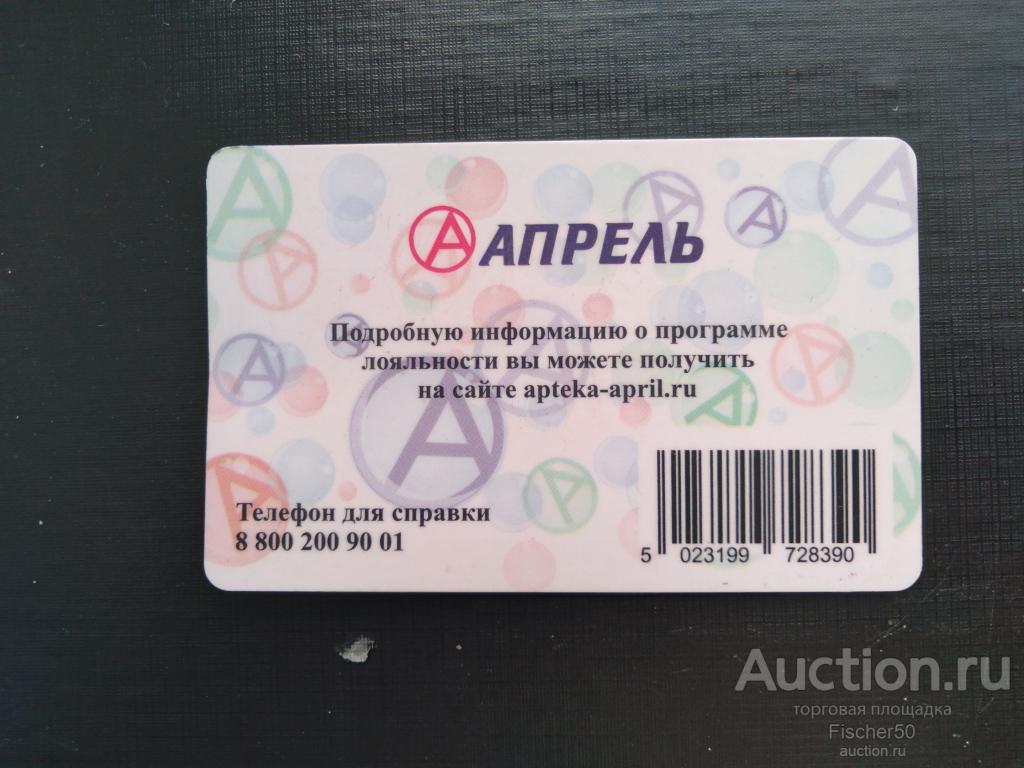 АПРЕЛЬ
Подробную информацию о программе
лояльности вы можете получить
на сайте apteka-april.ru
Телефон для справки
8 800 200 90 01
5 023199 728390
Auction.ru
торговая площадка
Fischer50
auction.ru